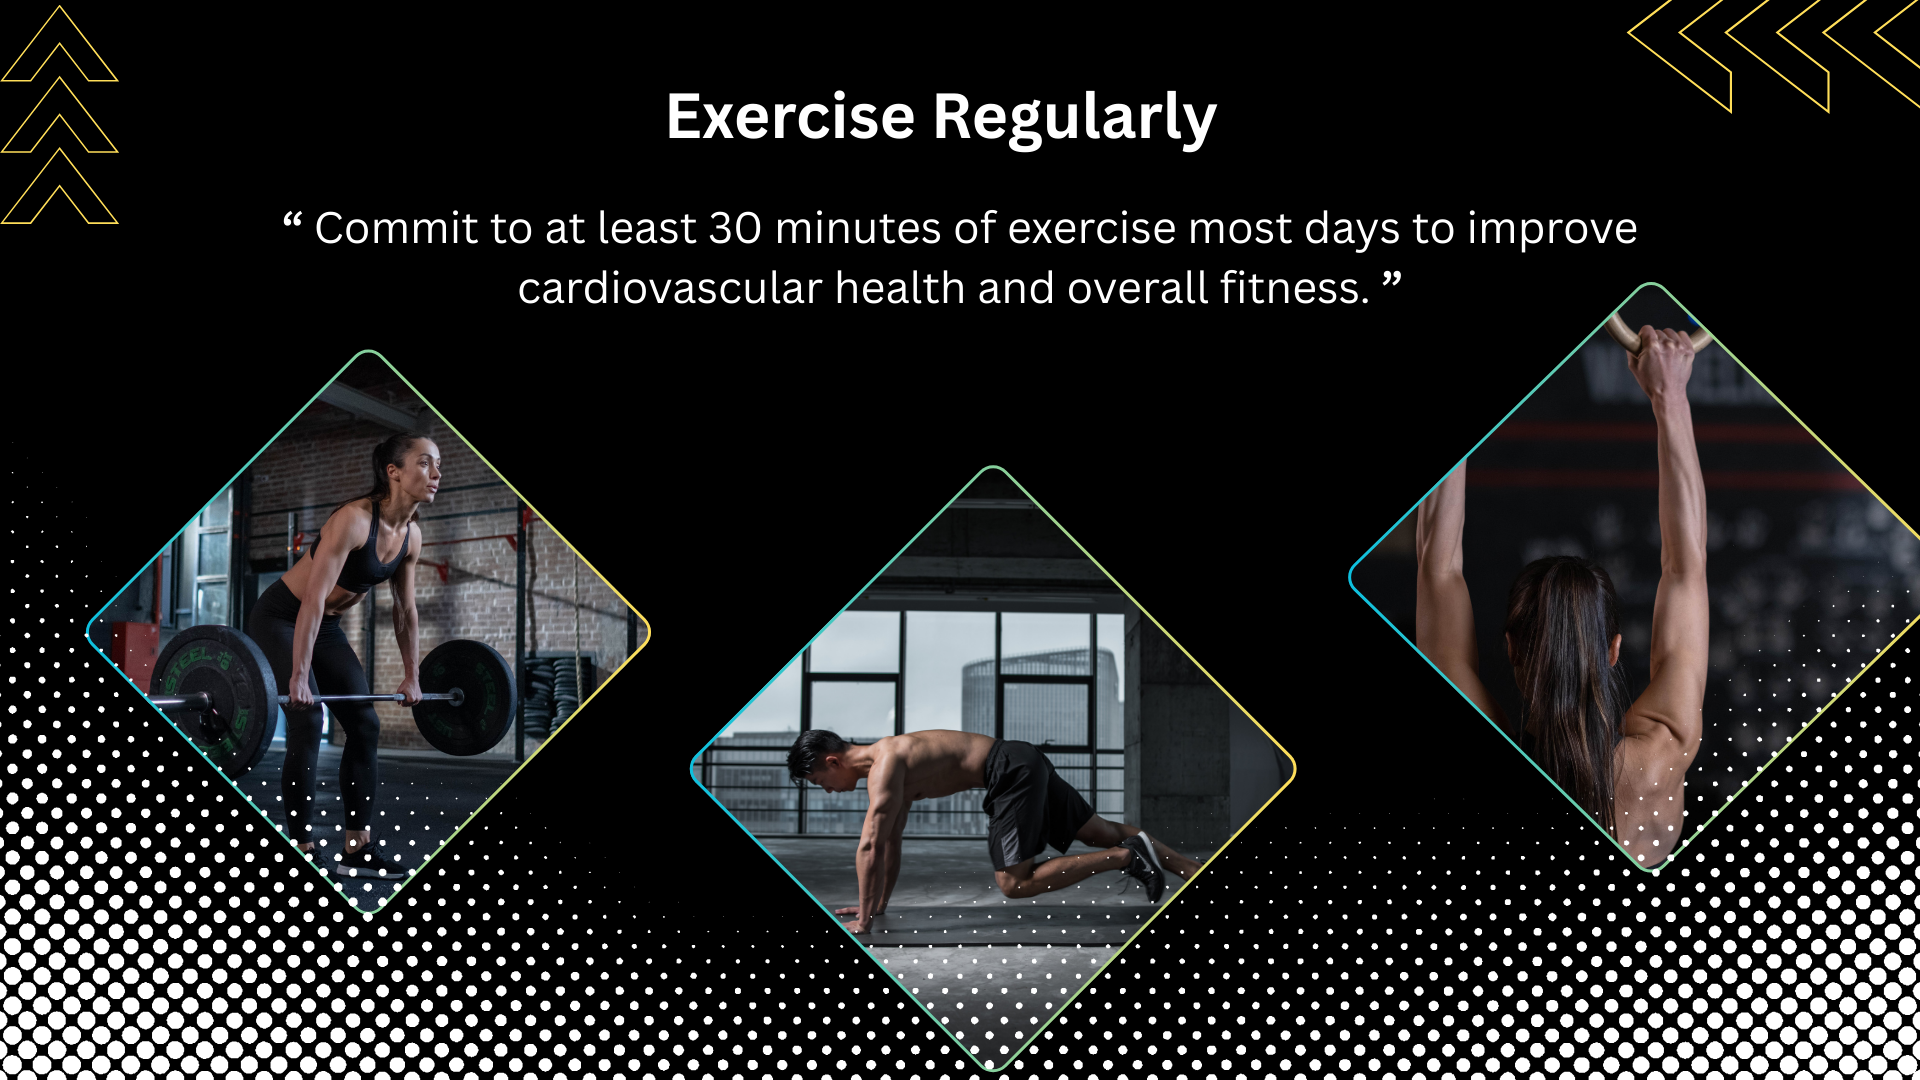 Exercise Regularly
“ Commit to at least 30 minutes of exercise most days to improve
cardiovascular health and overall fitness. ”